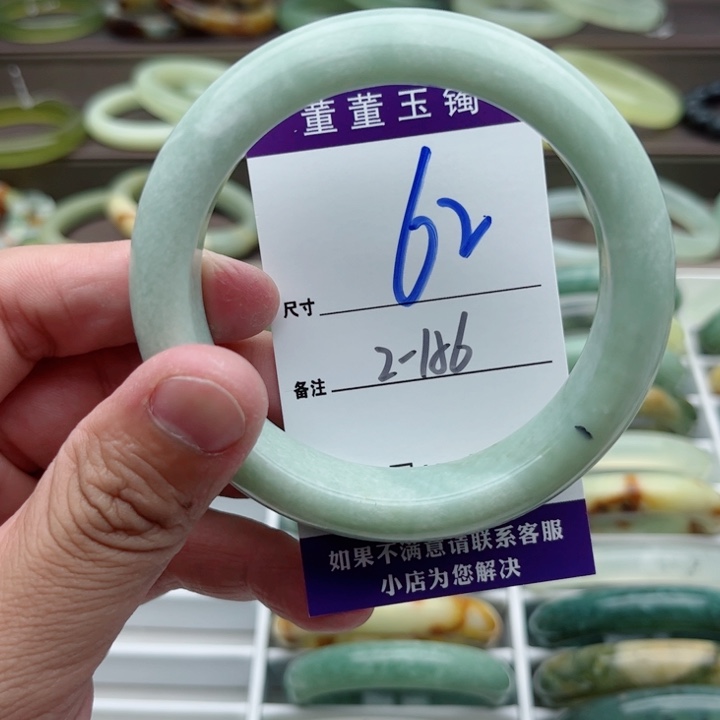 董董玉镯
62
尺寸
2-186
备注
如果不满意请联系客服
小店为您解决